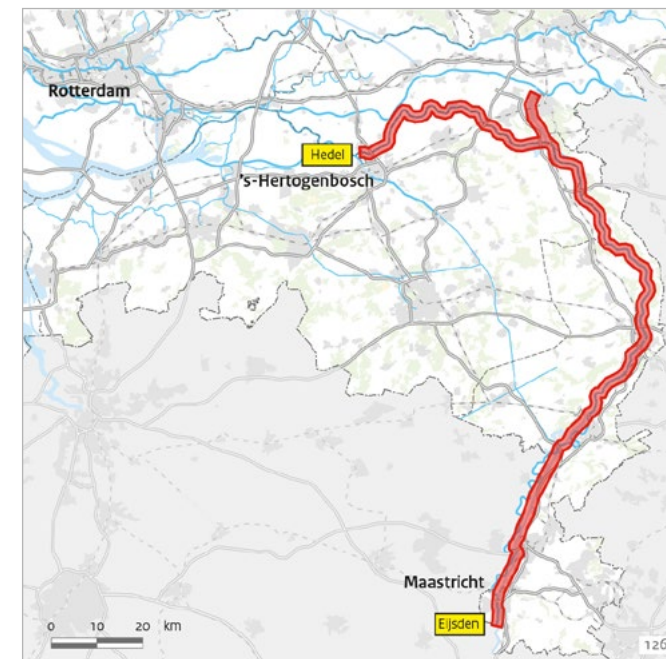 Rotterdam
Hedel
's-Hertogenbosch
Maastricht
Eijsden
0 10 20 km
126